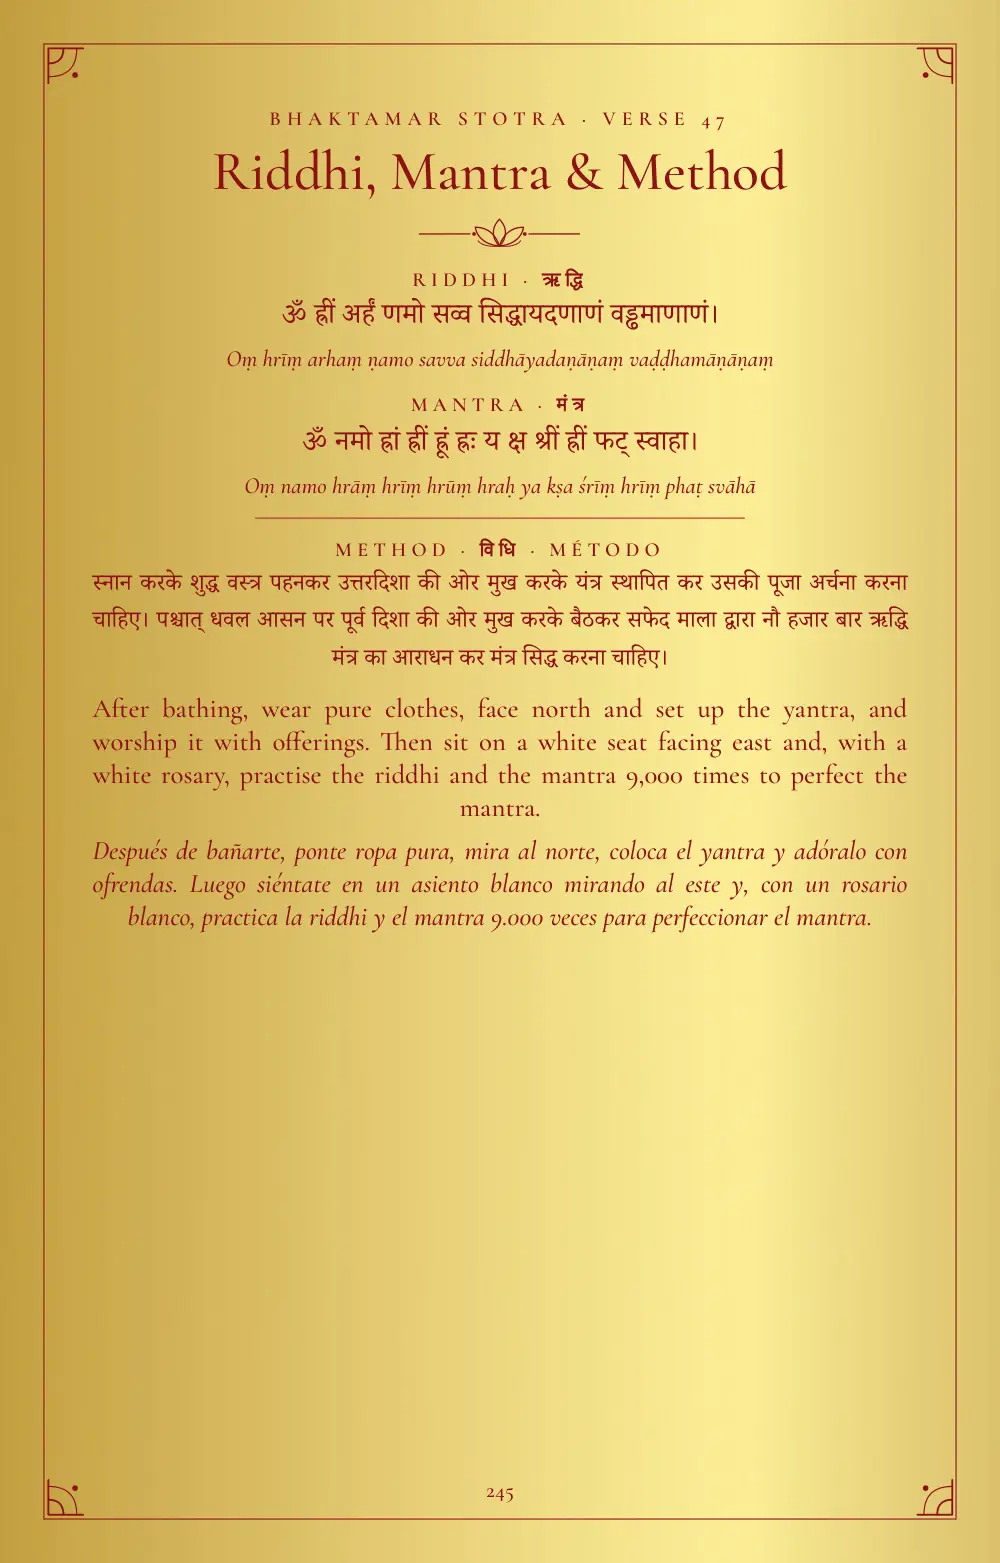 BHAKTAMAR STOTRA · VERSE 47
Riddhi, Mantra & Method
RIDDHI · ऋद्धि
ॐ ह्रीं अर्हं णमो सव्व सिद्धायदणाणं वड्ढमाणाणं।
Oṃ hrīṃ arhaṃ ṇamo savva siddhāyadaṇāṇaṃ vaḍḍhamāṇāṇaṃ
MANTRA · मंत्र
ॐ नमो ह्रां ह्रीं ह्रूं ह्रः य क्ष श्रीं ह्रीं फट् स्वाहा।
Oṃ namo hrāṃ hrīṃ hrūṃ hraḥ ya kṣa śrīṃ hrīṃ phaṭ svāhā
METHOD · विधि · MÉTODO
स्नान करके शुद्ध वस्त्र पहनकर उत्तरदिशा की ओर मुख करके यंत्र स्थापित कर उसकी पूजा अर्चना करना
चाहिए। पश्चात् धवल आसन पर पूर्व दिशा की ओर मुख करके बैठकर सफेद माला द्वारा नौ हजार बार ऋद्धि
मंत्र का आराधन कर मंत्र सिद्ध करना चाहिए।
After bathing, wear pure clothes, face north and set up the yantra, and
worship it with offerings. Then sit on a white seat facing east and, with a
white rosary, practise the riddhi and the mantra 9,000 times to perfect the
mantra.
Después de bañarte, ponte ropa pura, mira al norte, coloca el yantra y adóralo con
ofrendas. Luego siéntate en un asiento blanco mirando al este y, con un rosario
blanco, practica la riddhi y el mantra 9.000 veces para perfeccionar el mantra.
245